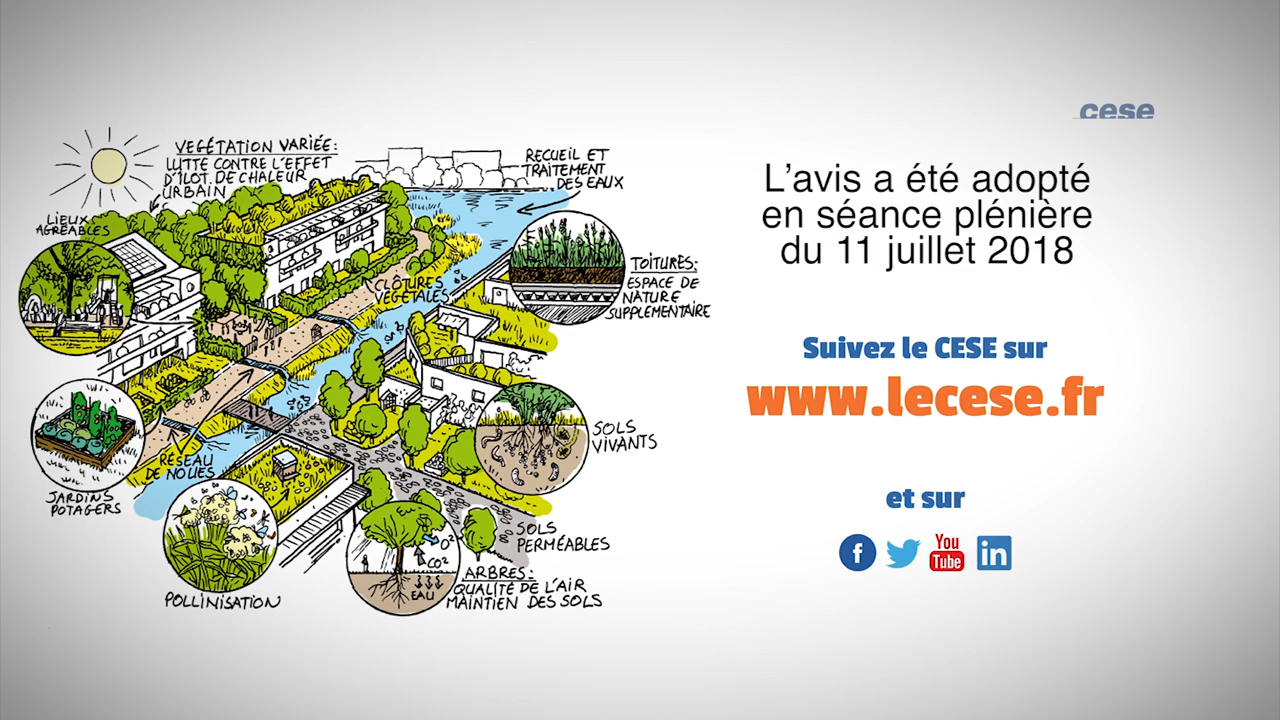 cese
VEGÉTATION VARIÉE:
LUTTE CONTRE L'EFFET
D'ÎLOT DE CHALEUR
URBAIN
RECUEIL ET
TRAITEMENT
DES EAUX
LIEUX
AGRÉABLES
CLÔTURES
VÉGÉTALES
TOITURES:
ESPACE DE
NATURE
SUPPLEMENTAIRE
SOLS
VIVANTS
RÉSEAU
DE NOUES
JARDINS
POTAGERS
SOLS
PERMÉABLES
O²
CO²
EAU
ARBRES:
QUALITÉ DE L'AIR
MAINTIEN DES SOLS
POLLINISATION
L'avis a été adopté
en séance plénière
du 11 juillet 2018
Suivez le CESE sur
www.lecese.fr
et sur
f
You
Tube
in